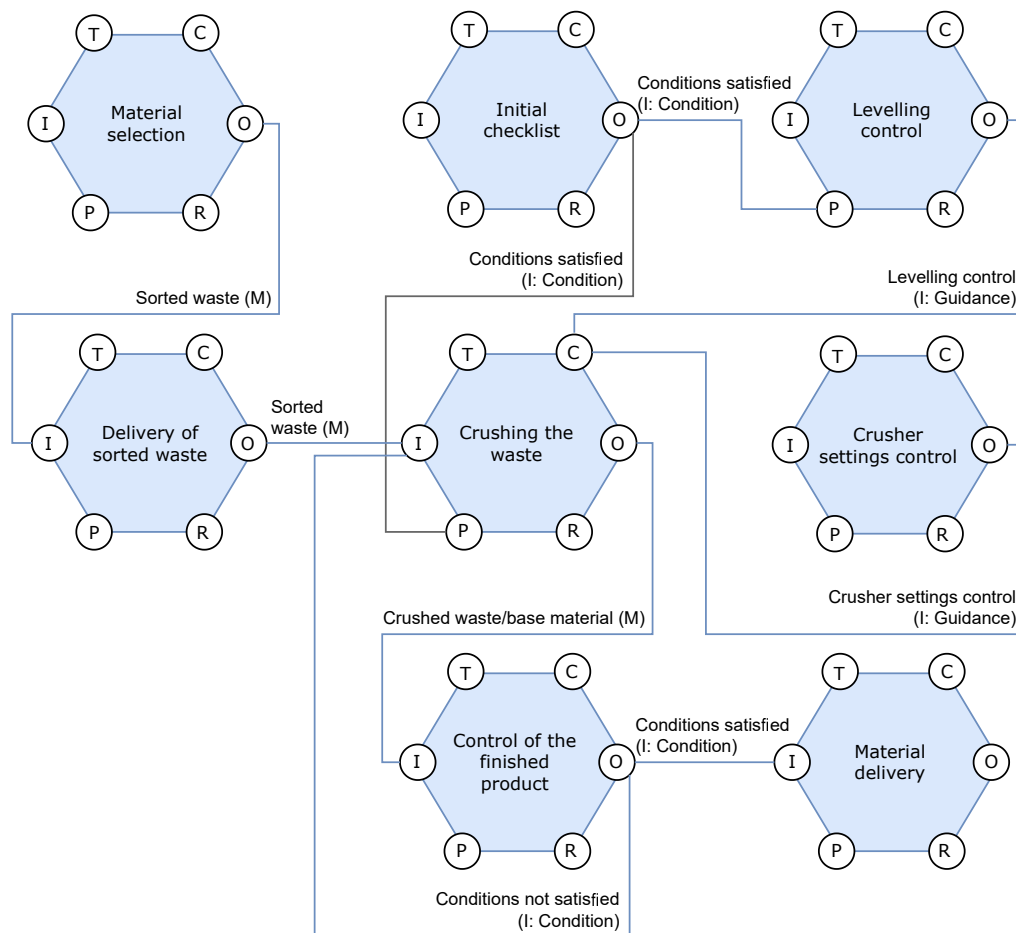 T
C
I
Material
selection
O
P
R
T
C
I
Initial
checklist
O
P
R
Conditions satisfied
(I: Condition)
T
C
I
Levelling
control
O
P
R
Sorted waste (M)
Conditions satisfied
(I: Condition)
Levelling control
(I: Guidance)
T
C
I
Delivery of
sorted waste
O
P
R
Sorted
waste (M)
T
C
I
Crushing the
waste
O
P
R
T
C
I
Crusher
settings control
O
P
R
Crushed waste/base material (M)
Crusher settings control
(I: Guidance)
T
C
I
Control of the
finished
product
O
P
R
Conditions satisfied
(I: Condition)
T
C
I
Material
delivery
O
P
R
Conditions not satisfied
(I: Condition)